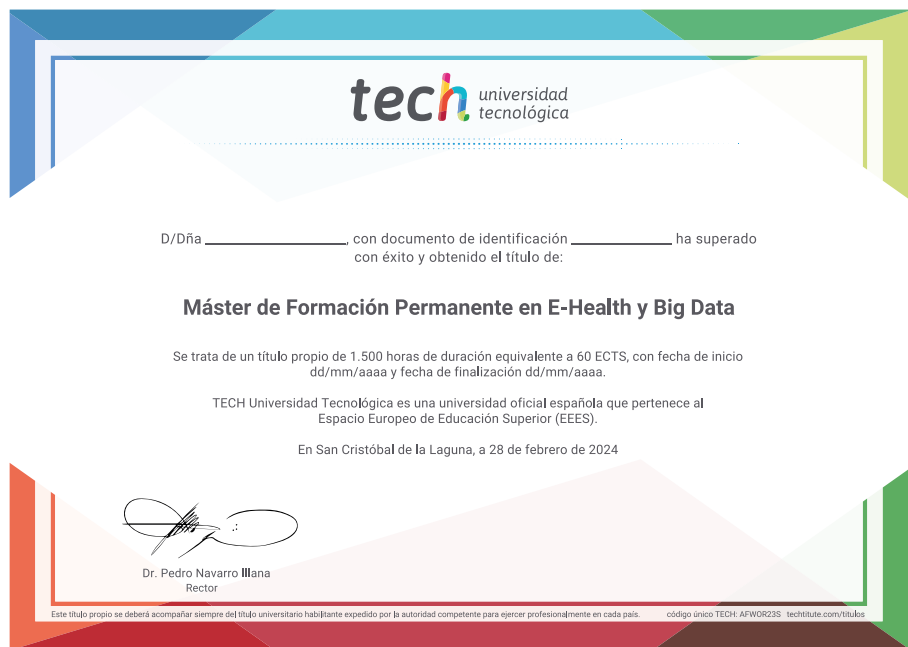 tech universidad
tecnológica
D/Dña ________________, con documento de identificación ____________ ha superado
con éxito y obtenido el título de:
Máster de Formación Permanente en E-Health y Big Data
Se trata de un título propio de 1.500 horas de duración equivalente a 60 ECTS, con fecha de inicio
dd/mm/aaaa y fecha de finalización dd/mm/aaaa.
TECH Universidad Tecnológica es una universidad oficial española que pertenece al
Espacio Europeo de Educación Superior (EEES).
En San Cristóbal de la Laguna, a 28 de febrero de 2024
Dr. Pedro Navarro Illana
Rector
Este título propio se deberá acompañar siempre del título universitario habilitante expedido por la autoridad competente para ejercer profesionalmente en cada país. código único TECH: AFWOR23S techtitute.com/titulos